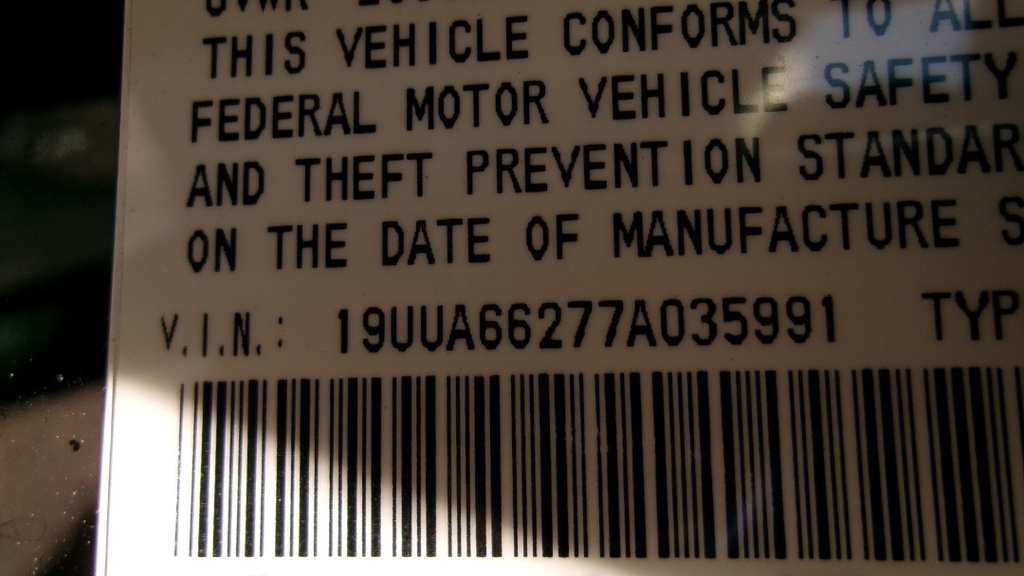 GVWR
THIS VEHICLE CONFORMS TO ALL
FEDERAL MOTOR VEHICLE SAFETY
AND THEFT PREVENTION STANDAR
ON THE DATE OF MANUFACTURE S
V.I.N.: 19UUA66277A035991 TYP